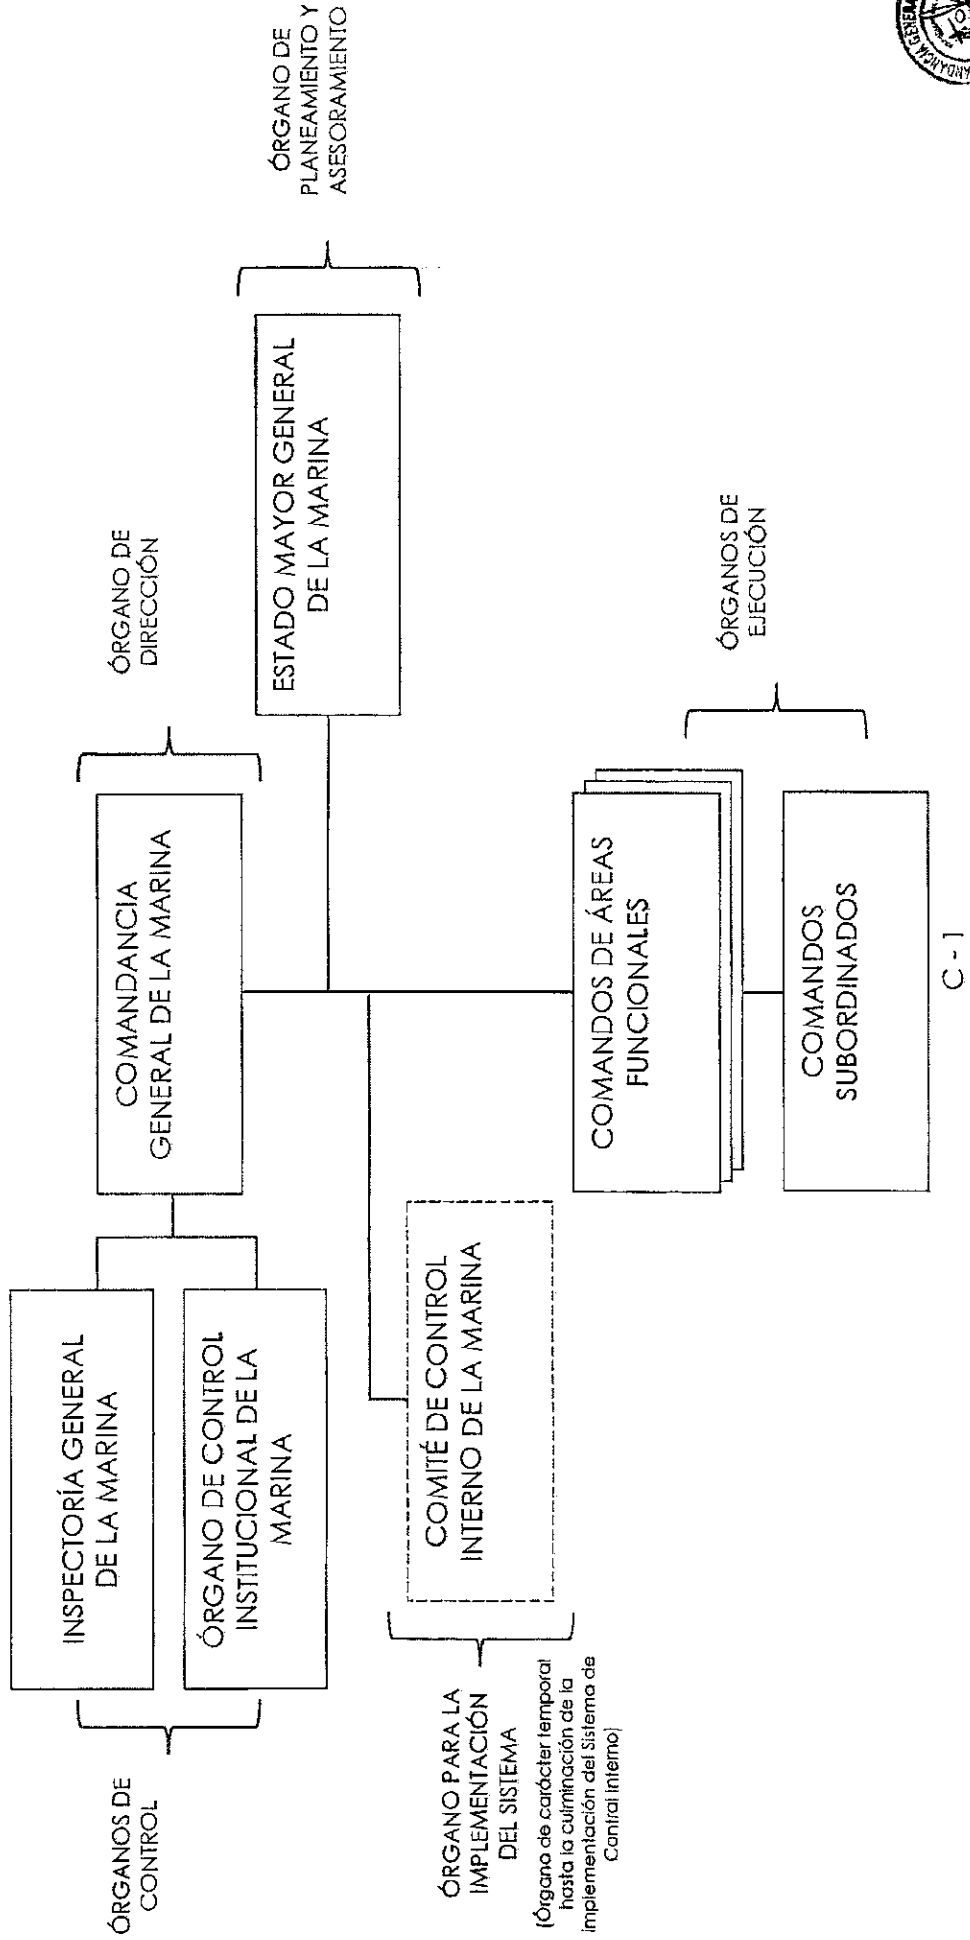 ÓRGANOS DE
CONTROL
INSPECTORÍA GENERAL
DE LA MARINA
ÓRGANO DE CONTROL
INSTITUCIONAL DE LA
MARINA
COMANDANCIA
GENERAL DE LA MARINA
ÓRGANO DE
DIRECCIÓN
ESTADO MAYOR GENERAL
DE LA MARINA
ÓRGANO DE
PLANEAMIENTO Y
ASESORAMIENTO
ÓRGANO PARA LA
IMPLEMENTACIÓN
DEL SISTEMA
(Órgano de carácter temporal
hasta la culminación de la
implementación del Sistema de
Control Interno)
COMITÉ DE CONTROL
INTERNO DE LA MARINA
COMANDOS DE ÁREAS
FUNCIONALES
COMANDOS
SUBORDINADOS
ÓRGANOS DE
EJECUCIÓN
C - 1